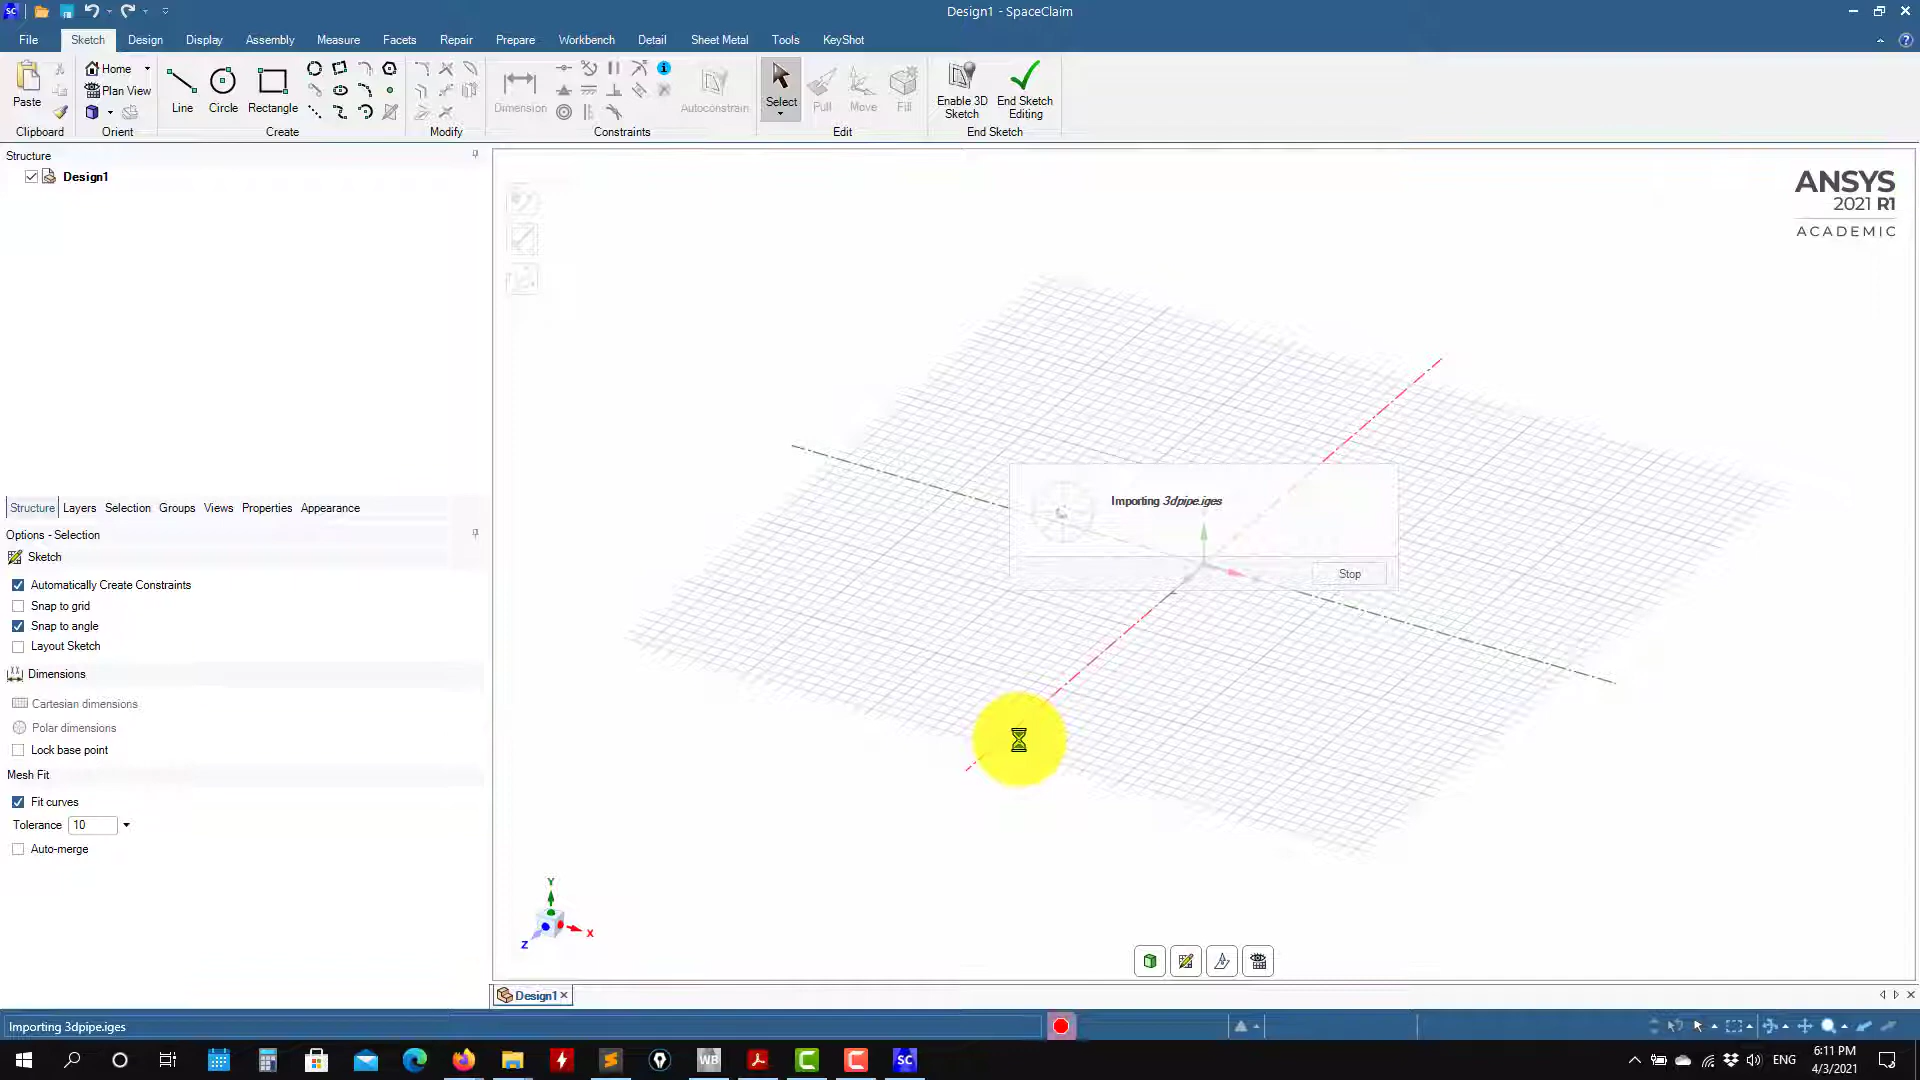 Design1 - SpaceClaim
File Sketch Design Display Assembly Measure Facets Repair Prepare Workbench Detail Sheet Metal Tools KeyShot
Paste
Home
Plan View
Line
Circle
Rectangle
Dimension
Autoconstrain
Select
Pull
Move
Fill
Enable 3D
Sketch
End Sketch
Editing
Clipboard
Orient
Create
Modify
Constraints
Edit
End Sketch
Structure
Design1
ANSYS
2021 R1
ACADEMIC
Importing 3dpipe.iges
Stop
Structure Layers Selection Groups Views Properties Appearance
Options - Selection
Sketch
Automatically Create Constraints
Snap to grid
Snap to angle
Layout Sketch
Dimensions
Cartesian dimensions
Polar dimensions
Lock base point
Mesh Fit
Fit curves
Tolerance 10
Auto-merge
Y
X
Z
Design1
Importing 3dpipe.iges
WB
SC
ENG
6:11 PM
4/3/2021